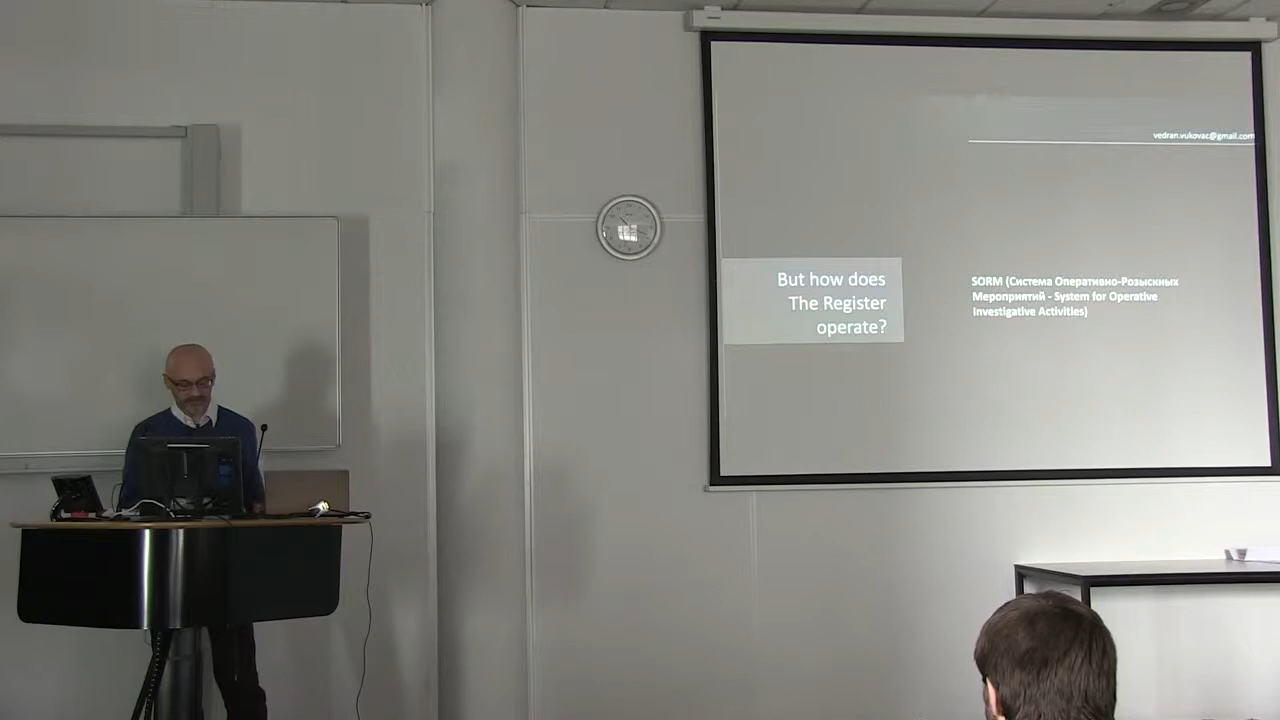 vedran.vukovac@gmail.com
But how does
The Register
operate?
SORM (Система Оперативно-Розыскных
Мероприятий - System for Operative
Investigative Activities)